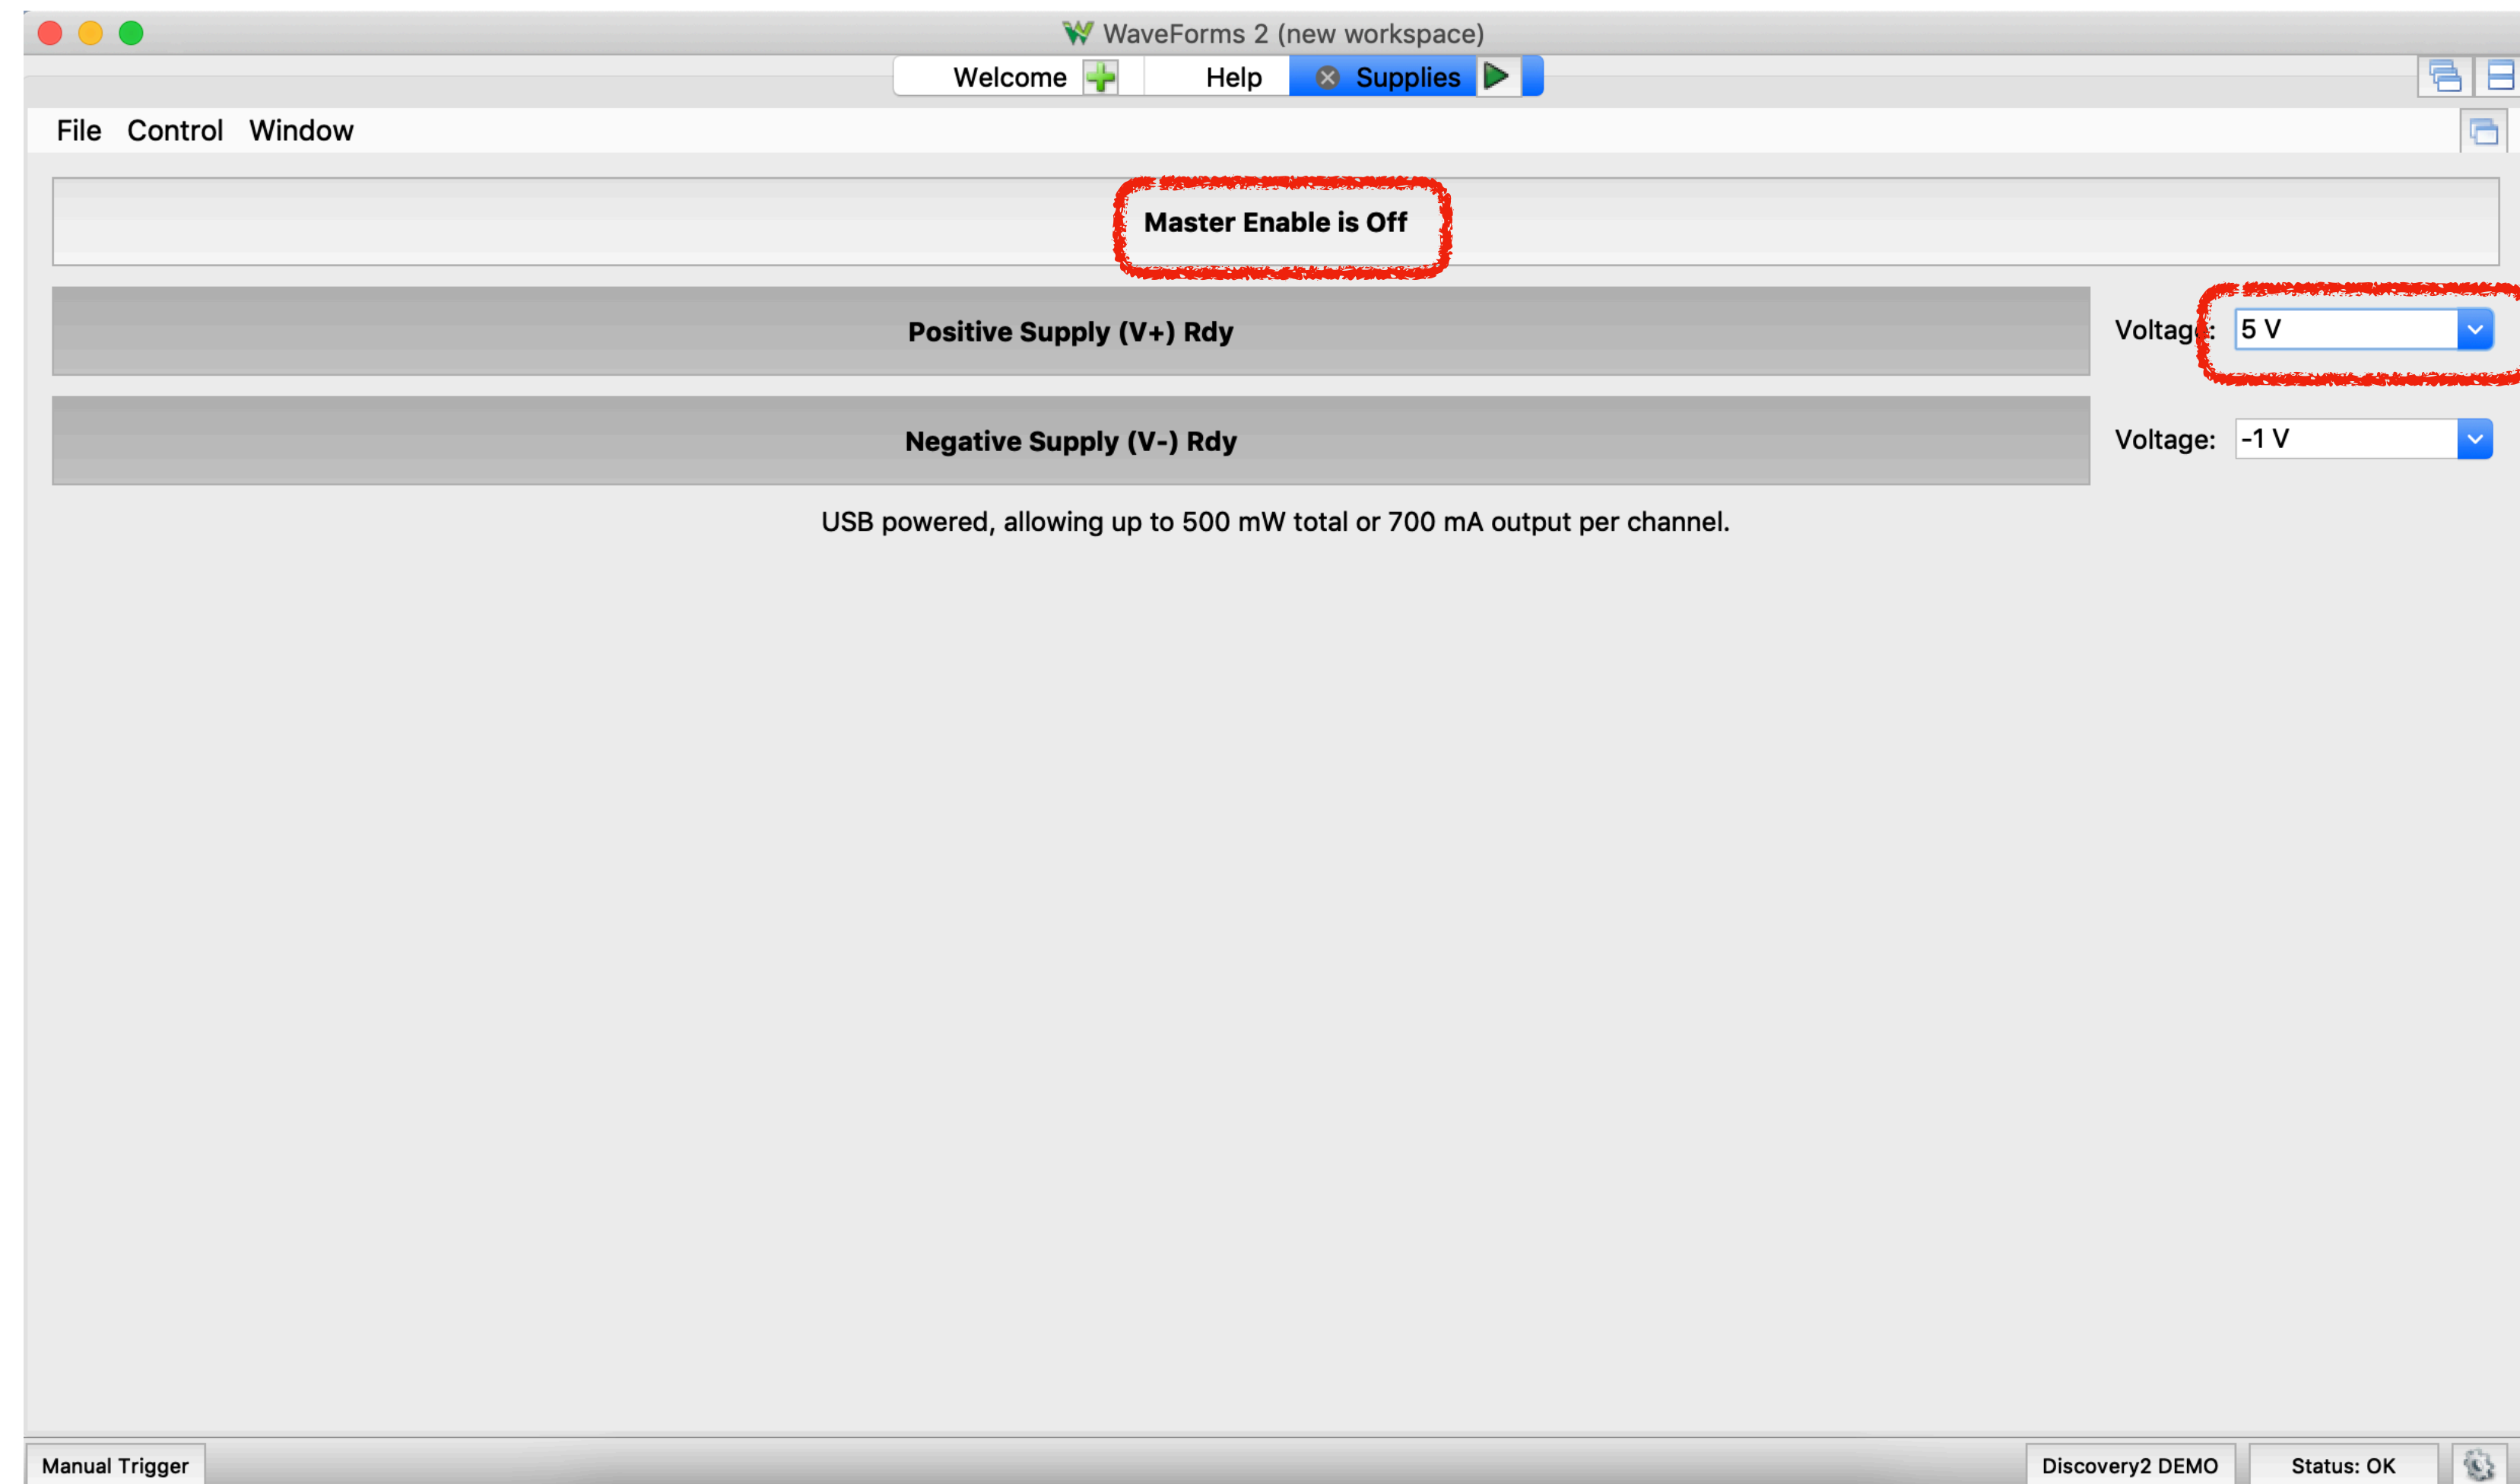 WaveForms 2 (new workspace)
Welcome Help Supplies
File Control Window
Master Enable is Off
Positive Supply (V+) Rdy Voltage: 5 V
Negative Supply (V-) Rdy Voltage: -1 V
USB powered, allowing up to 500 mW total or 700 mA output per channel.
Manual Trigger Discovery2 DEMO Status: OK